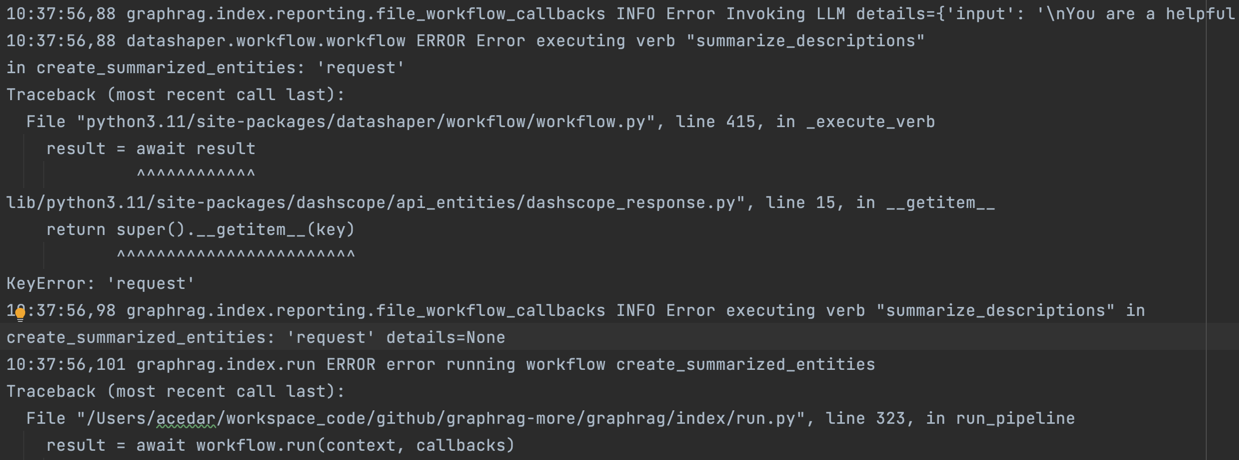 10:37:56,88 graphrag.index.reporting.file_workflow_callbacks INFO Error Invoking LLM details={'input': '\nYou are a helpful
10:37:56,88 datashaper.workflow.workflow ERROR Error executing verb "summarize_descriptions"
in create_summarized_entities: 'request'
Traceback (most recent call last):
  File "python3.11/site-packages/datashaper/workflow/workflow.py", line 415, in _execute_verb
    result = await result
             ^^^^^^^^^^^^
lib/python3.11/site-packages/dashscope/api_entities/dashscope_response.py", line 15, in __getitem__
    return super().__getitem__(key)
           ^^^^^^^^^^^^^^^^^^^^^^^^
KeyError: 'request'
10:37:56,98 graphrag.index.reporting.file_workflow_callbacks INFO Error executing verb "summarize_descriptions" in
create_summarized_entities: 'request' details=None
10:37:56,101 graphrag.index.run ERROR error running workflow create_summarized_entities
Traceback (most recent call last):
  File "/Users/acedar/workspace_code/github/graphrag-more/graphrag/index/run.py", line 323, in run_pipeline
    result = await workflow.run(context, callbacks)